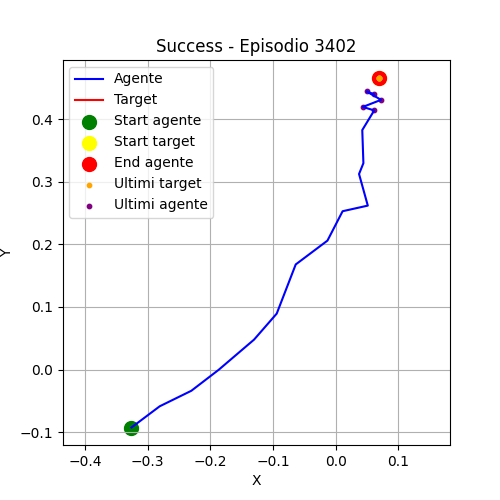 Success - Episodio 3402
Agente
Target
Start agente
Start target
End agente
Ultimi target
Ultimi agente
Y
0.4
0.3
0.2
0.1
0.0
−0.1
−0.4 −0.3 −0.2 −0.1 0.0 0.1
X